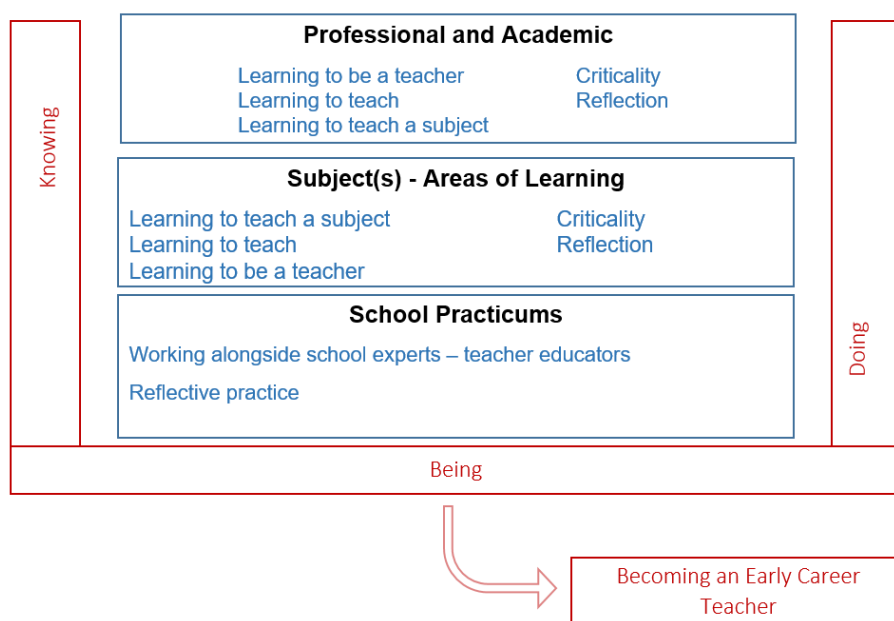 Professional and Academic
Learning to be a teacher
Criticality
Learning to teach
Reflection
Learning to teach a subject
Knowing
Subject(s) - Areas of Learning
Learning to teach a subject
Criticality
Learning to teach
Reflection
Learning to be a teacher
School Practicums
Working alongside school experts – teacher educators
Reflective practice
Doing
Being
Becoming an Early Career
Teacher